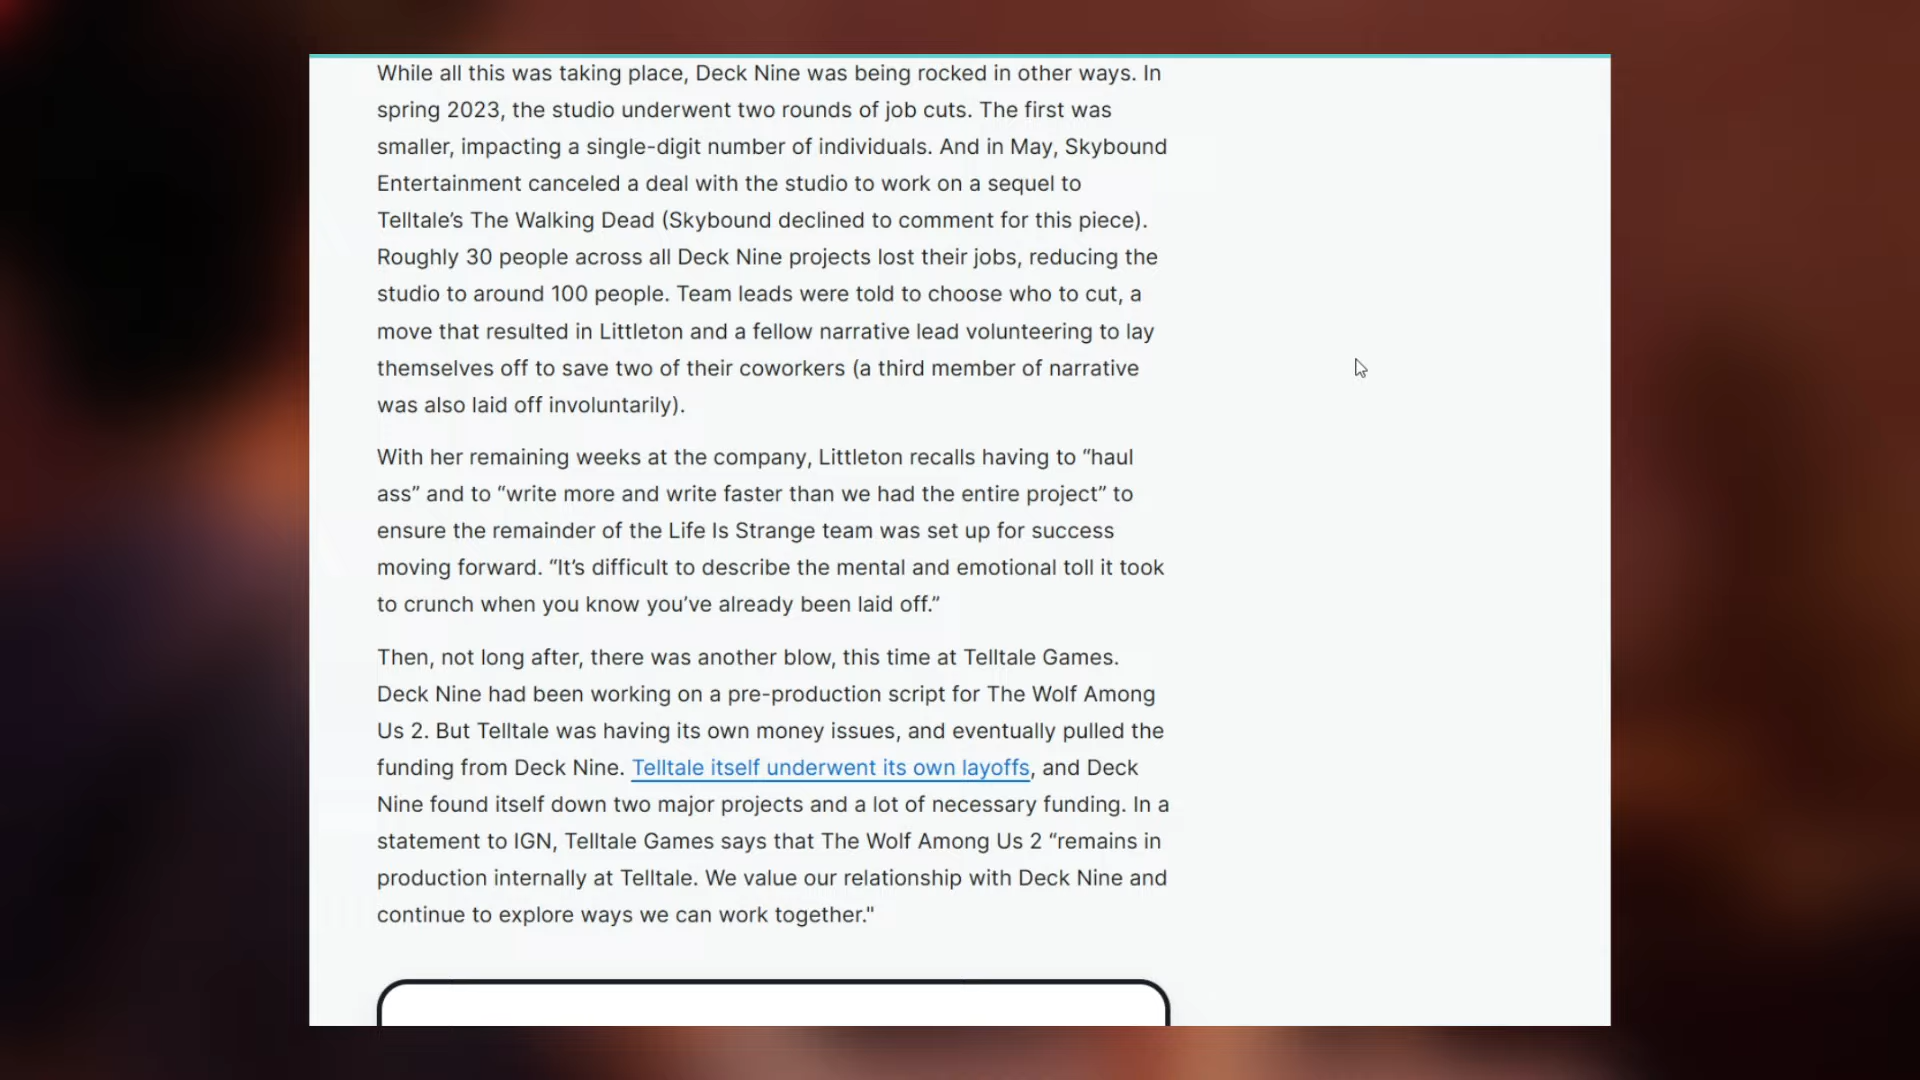 While all this was taking place, Deck Nine was being rocked in other ways. In
spring 2023, the studio underwent two rounds of job cuts. The first was
smaller, impacting a single-digit number of individuals. And in May, Skybound
Entertainment canceled a deal with the studio to work on a sequel to
Telltale’s The Walking Dead (Skybound declined to comment for this piece).
Roughly 30 people across all Deck Nine projects lost their jobs, reducing the
studio to around 100 people. Team leads were told to choose who to cut, a
move that resulted in Littleton and a fellow narrative lead volunteering to lay
themselves off to save two of their coworkers (a third member of narrative
was also laid off involuntarily).
With her remaining weeks at the company, Littleton recalls having to “haul
ass” and to “write more and write faster than we had the entire project” to
ensure the remainder of the Life Is Strange team was set up for success
moving forward. “It’s difficult to describe the mental and emotional toll it took
to crunch when you know you’ve already been laid off.”
Then, not long after, there was another blow, this time at Telltale Games.
Deck Nine had been working on a pre-production script for The Wolf Among
Us 2. But Telltale was having its own money issues, and eventually pulled the
funding from Deck Nine. Telltale itself underwent its own layoffs, and Deck
Nine found itself down two major projects and a lot of necessary funding. In a
statement to IGN, Telltale Games says that The Wolf Among Us 2 “remains in
production internally at Telltale. We value our relationship with Deck Nine and
continue to explore ways we can work together."